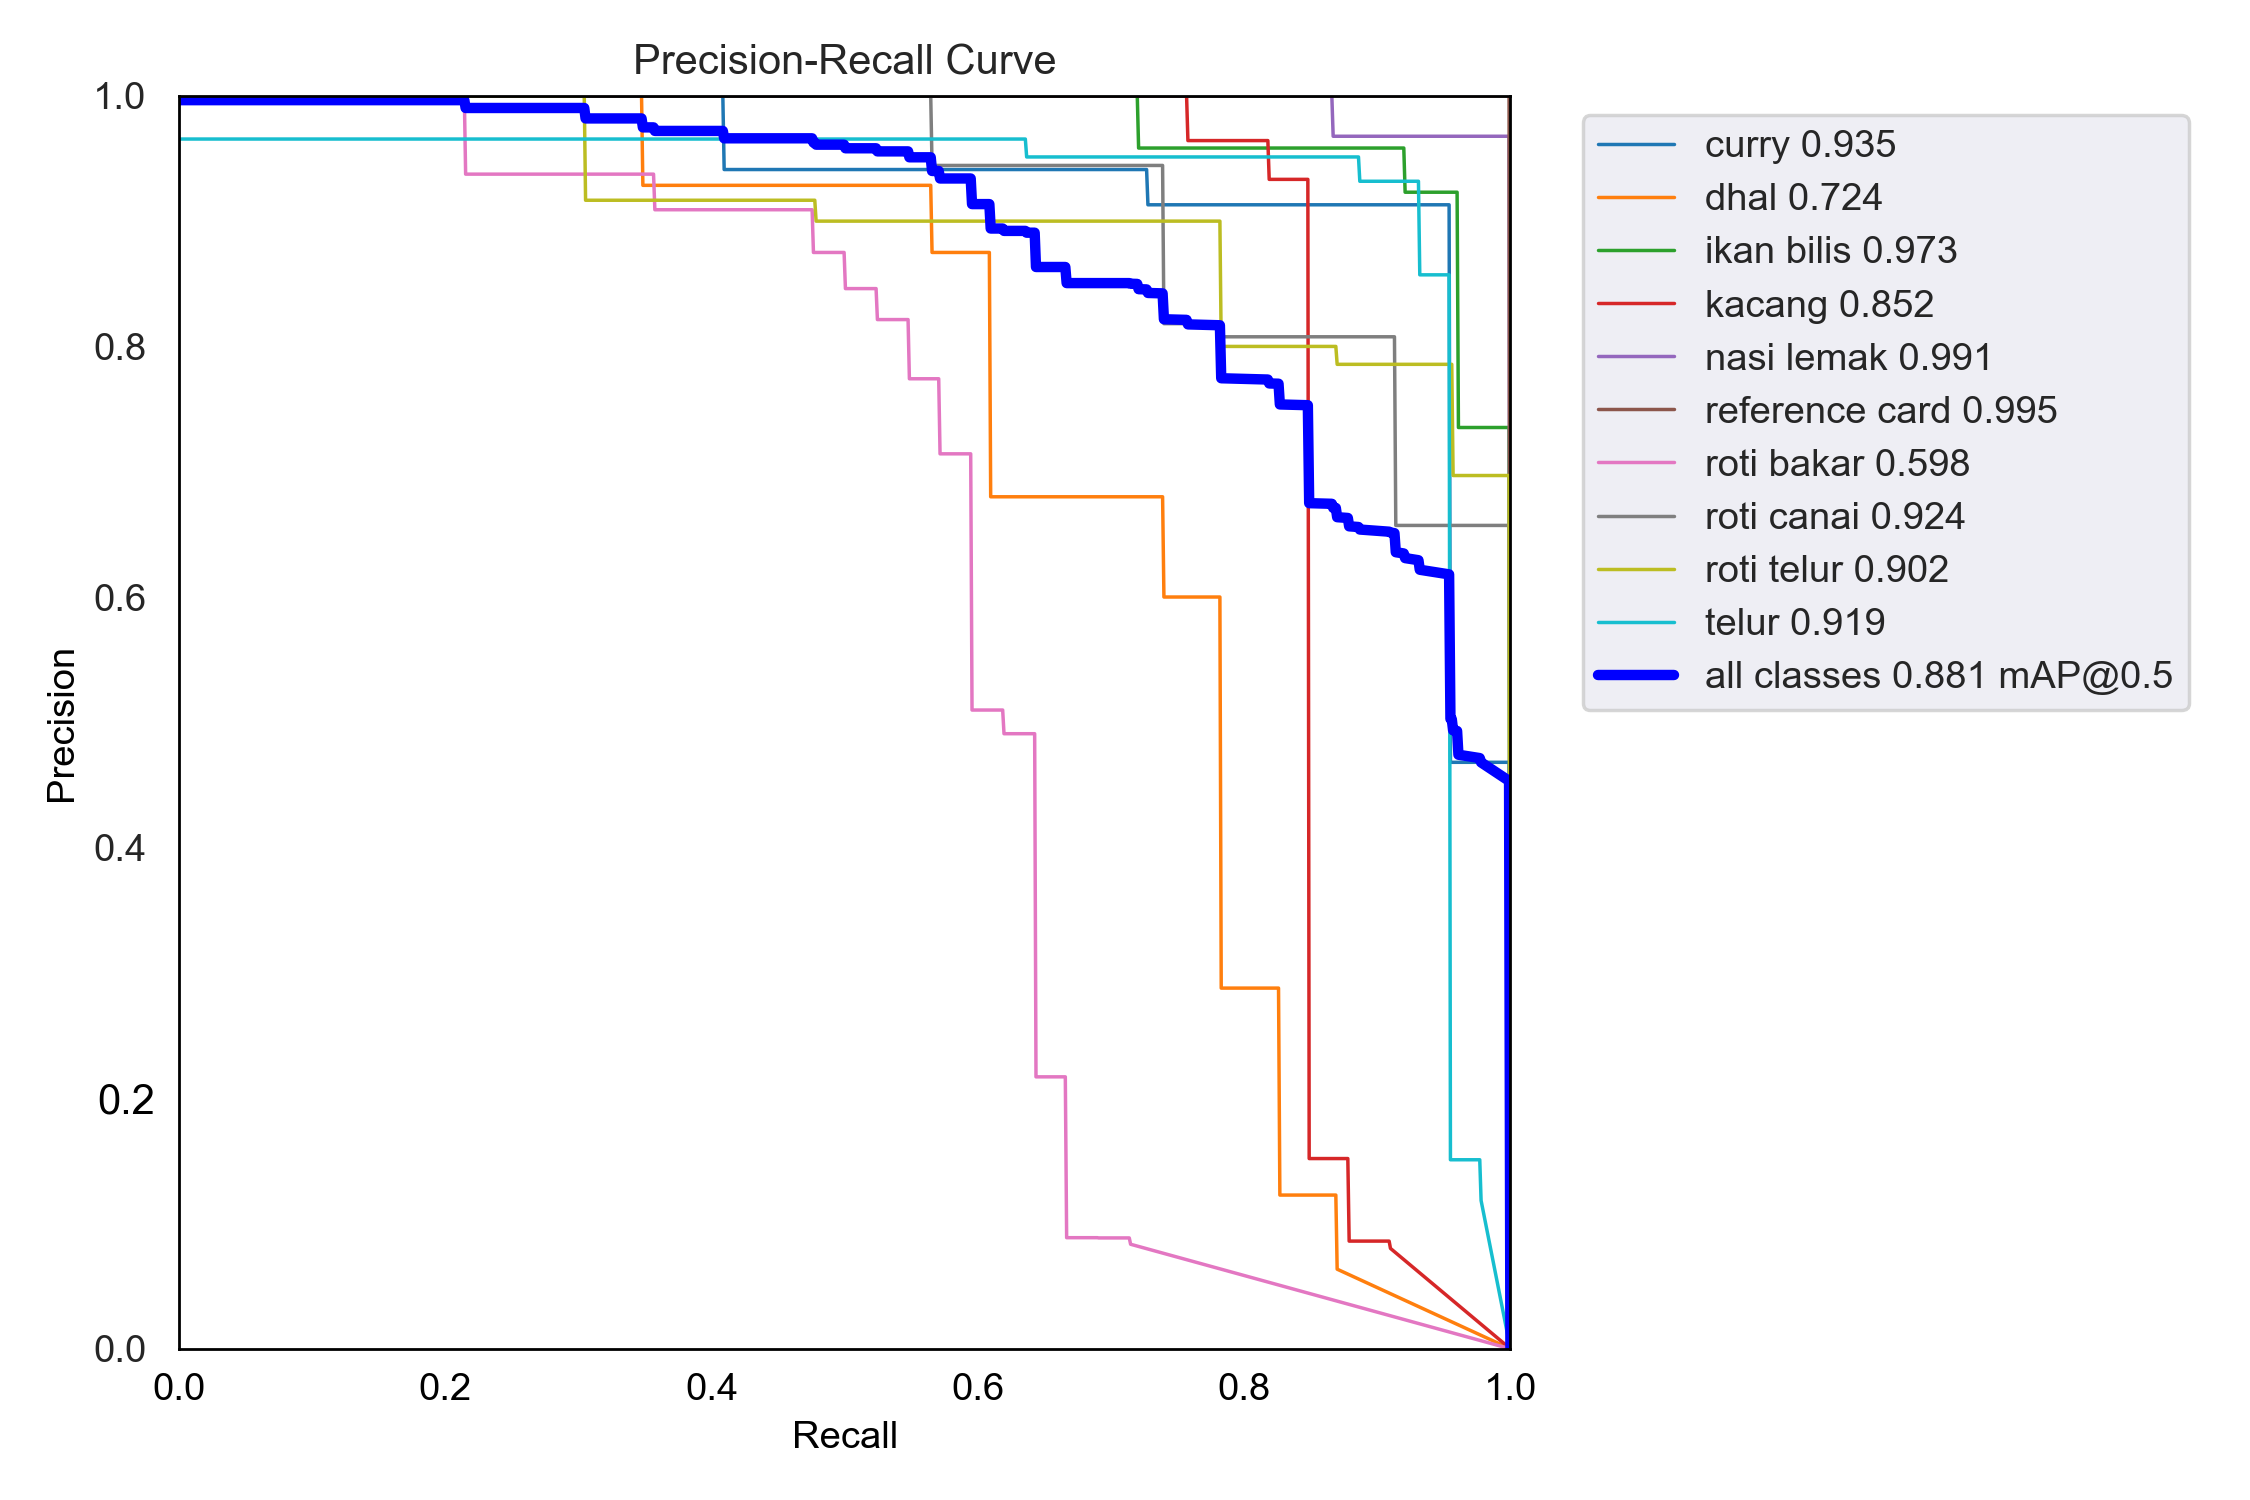 Precision-Recall Curve
1.0
0.8
0.6
0.4
0.2
0.0
Precision
0.0 0.2 0.4 0.6 0.8 1.0
Recall
curry 0.935
dhal 0.724
ikan bilis 0.973
kacang 0.852
nasi lemak 0.991
reference card 0.995
roti bakar 0.598
roti canai 0.924
roti telur 0.902
telur 0.919
all classes 0.881 mAP@0.5